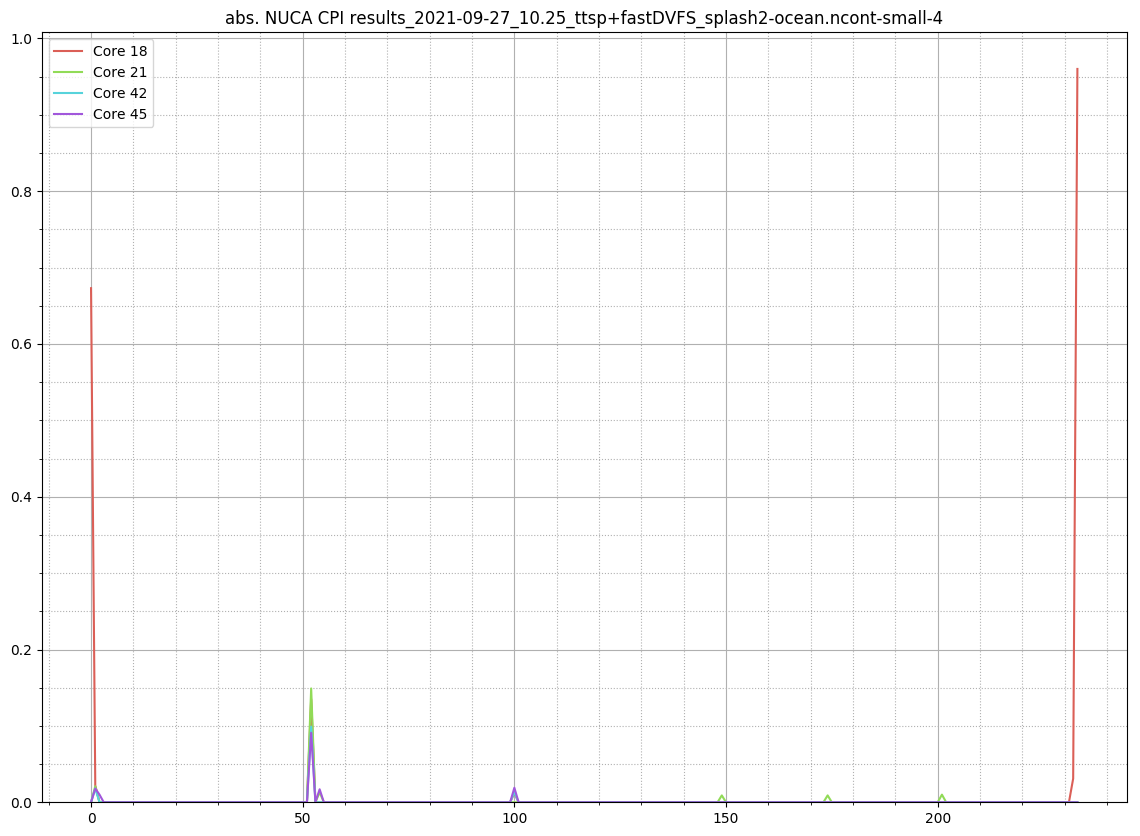 abs. NUCA CPI results_2021-09-27_10.25_ttsp+fastDVFS_splash2-ocean.ncont-small-4
Core 18
Core 21
Core 42
Core 45
1.0
0.8
0.6
0.4
0.2
0.0
0 50 100 150 200